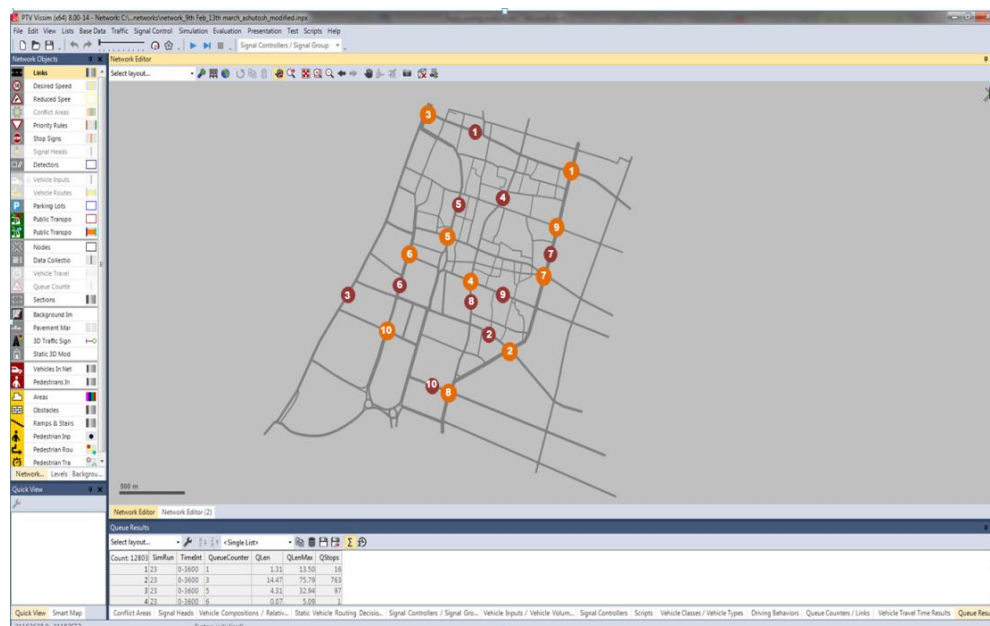 PTV Vissim (x64) 8.00-14 - Network: C:\...networks\network_9th Feb_13th march_ashutosh_modified.inpx
File Edit View Lists Base Data Traffic Signal Control Simulation Evaluation Presentation Test Scripts Help
Signal Controllers / Signal Group
Network Objects
Network Editor
Links
Select layout...
Desired Speed
Reduced Spee
Conflict Areas
Priority Rules
Stop Signs
Signal Heads
Detectors
Vehicle Inputs
Vehicle Routes
Parking Lots
Public Transpo
Public Transpo
Nodes
Data Collectio
Vehicle Travel
Queue Counte
Sections
Background Im
Pavement Mar
3D Traffic Sign
Static 3D Mod
Vehicles In Net
Pedestrians In
Areas
Obstacles
Ramps & Stairs
Pedestrian Inp
Pedestrian Rou
Pedestrian Tra
Network... Levels Backgrou...
3
1
1
5
4
5
9
6
7
7
6
4
3
8
9
10
2
2
10
8
500 m
Network Editor Network Editor (2)
Quick View
Queue Results
Select layout... <Single List>
Count: 12803 SimRun TimeInt QueueCounter QLen QLenMax QStops
1 23 0-3600 1 1.31 13.50 16
2 23 0-3600 3 14.47 75.79 763
3 23 0-3600 5 4.31 32.94 97
4 23 0-3600 6 0.07 5.09 1
Quick View Smart Map
Conflict Areas Signal Heads Vehicle Compositions / Relativ... Static Vehicle Routing Decisio... Signal Controllers / Signal Gro... Vehicle Inputs / Vehicle Volum... Signal Controllers Scripts Vehicle Classes / Vehicle Types Driving Behaviors Queue Counters / Links Vehicle Travel Time Results Queue Resu